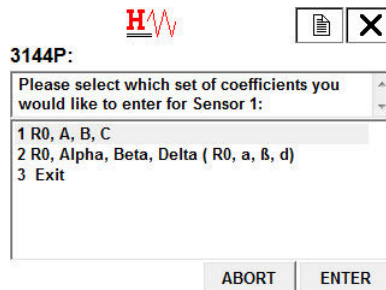 H
3144P:
Please select which set of coefficients you
would like to enter for Sensor 1:
1 R0, A, B, C
2 R0, Alpha, Beta, Delta ( R0, a, ß, d)
3 Exit
ABORT ENTER